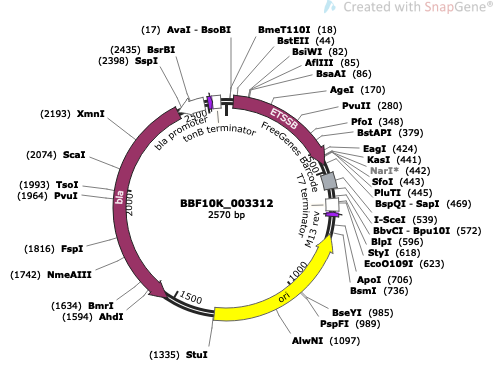 Created with SnapGene®
(17) AvaI - BsoBI
BmeT110I (18)
BstEII (44)
BsiWI (82)
AflIII (85)
BsaAI (86)
AgeI (170)
PvuII (280)
PfoI (348)
BstAPI (379)
EagI (424)
KasI (441)
NarI* (442)
SfoI (443)
PluTI (445)
BspQI - SapI (469)
I-SceI (539)
BbvCI - Bpu10I (572)
BlpI (596)
StyI (618)
EcoO109I (623)
ApoI (706)
BsmI (736)
BseYI (985)
PspFI (989)
AlwNI (1097)
(1335) StuI
(1594) AhdI
(1634) BmrI
(1742) NmeAIII
(1816) FspI
(1964) PvuI
(1993) TsoI
(2074) ScaI
(2193) XmnI
(2398) SspI
(2435) BsrBI
ETSSB
FreeGenes Barcode
T7 terminator
M13 rev
ori
bla
bla promoter
tonB terminator
500
1000
1500
2000
2500
BBF10K_003312
2570 bp